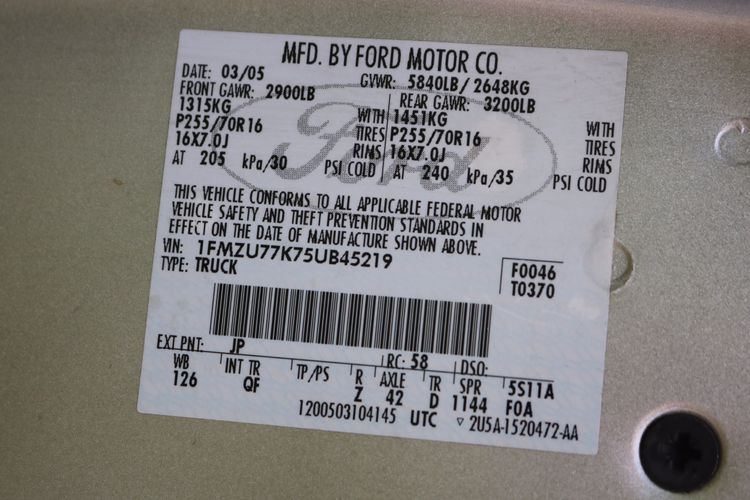 MFD. BY FORD MOTOR CO.
DATE: 03/05 GVWR: 5840LB/ 2648KG
FRONT GAWR: 2900LB REAR GAWR: 3200LB
1315KG WITH 1451KG WITH
P255/70R16 TIRES P255/70R16 TIRES
16X7.0J RIMS 16X7.0J RIMS
AT 205 kPa/30 PSI COLD AT 240 kPa/35 PSI COLD
Ford
THIS VEHICLE CONFORMS TO ALL APPLICABLE FEDERAL MOTOR
VEHICLE SAFETY AND THEFT PREVENTION STANDARDS IN
EFFECT ON THE DATE OF MANUFACTURE SHOWN ABOVE.
VIN: 1FMZU77K75UB45219
TYPE: TRUCK F0046
T0370
EXT PNT: JP RC: 58 DSO:
WB INT TR TP/PS R AXLE TR SPR 5S11A
126 QF Z 42 D 1144 F0A
1200503104145 UTC ▽ 2U5A-1520472-AA